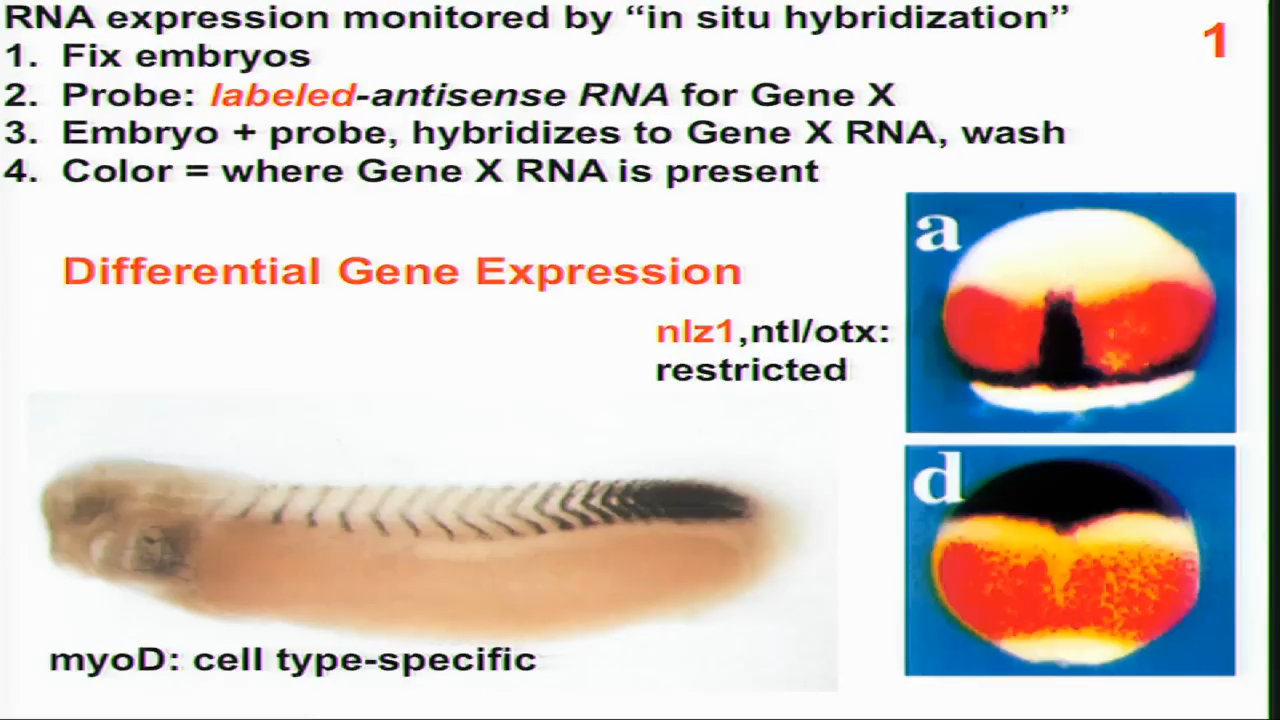 RNA expression monitored by “in situ hybridization”
1
1. Fix embryos
2. Probe: labeled-antisense RNA for Gene X
3. Embryo + probe, hybridizes to Gene X RNA, wash
4. Color = where Gene X RNA is present
a
Differential Gene Expression
nlz1,ntl/otx:
restricted
d
myoD: cell type-specific